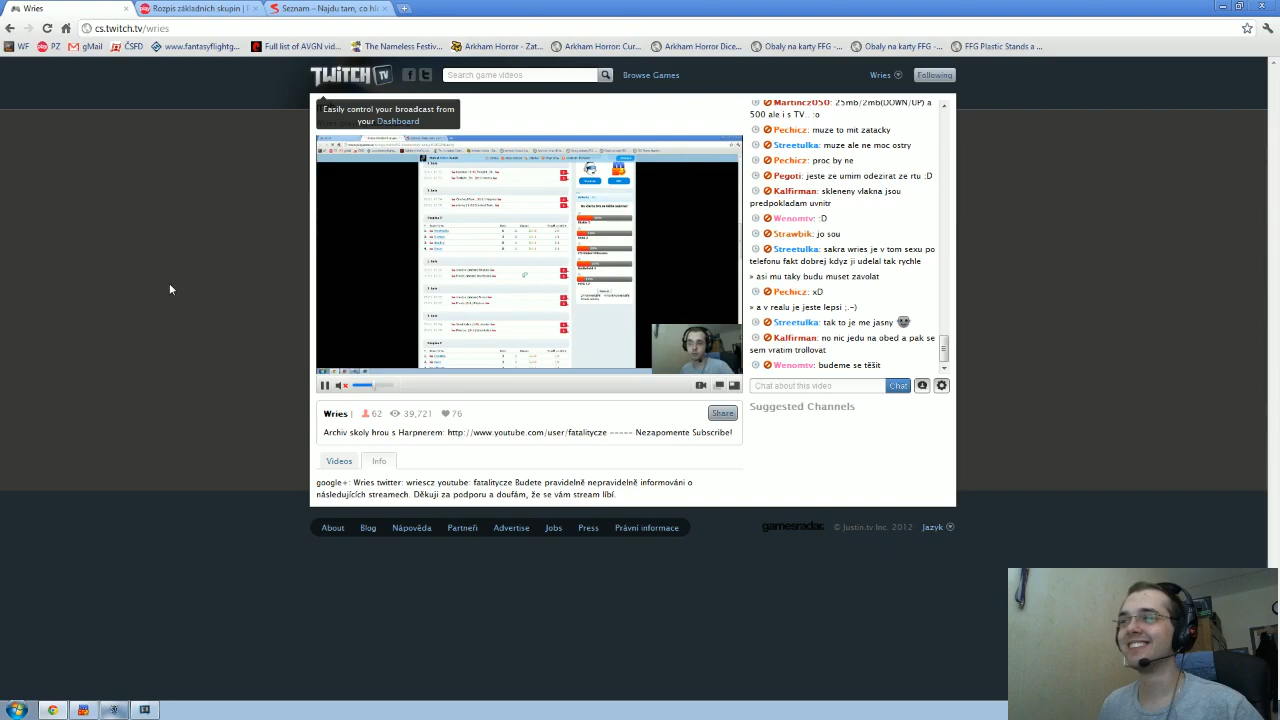 Wries
Rozpis základních skupin |
Seznam – Najdu tam, co hl
cs.twitch.tv/wries
WF PZ gMail ČSFD www.fantasyflightg... Full list of AVGN vid... The Nameless Festiv... Arkham Horror - Zat... Arkham Horror: Cur... Arkham Horror Dice... Obaly na karty FFG -... Obaly na karty FFG -... FFG Plastic Stands a ...
TWITCH TV Search game videos Browse Games Wries Following
Easily control your broadcast from
your Dashboard
Martincz050: 25mb/2mb(DOWN/UP) a
500 ale i s TV.. :o
Pechicz: muze to mit zatacky
Streetulka: muze ale ne moc ostry
Pechicz: proc by ne
Pegoti: jeste ze umim odezirat ze rtu :D
Kalfirman: skleneny vlakna jsou
predpokladam uvnitr
Wenomtv: :D
Strawbik: jo sou
Streetulka: sakra wries je v tom sexu po
telefonu fakt dobrej kdyz ji udelal tak rychle
» asi mu taky budu muset zavolat
Pechicz: xD
» a v realu je jeste lepsi ;-)
Streetulka: tak to je me jasny
Kalfirman: no nic jedu na obed a pak se
sem vratim trollovat
Wenomtv: budeme se těšit
Chat about this video Chat
Suggested Channels
Wries | 62 39,721 76 Share
Archiv skoly hrou s Harpnerem: http://www.youtube.com/user/fatalitycze ----- Nezapomente Subscribe!
Videos Info
google+: Wries twitter: wriescz youtube: fatalitycze Budete pravidelně nepravidelně informováni o
následujících streamech. Děkuji za podporu a doufám, že se vám stream líbí.
About Blog Nápověda Partneři Advertise Jobs Press Právní informace gamesradar. © Justin.tv Inc. 2012 Jazyk